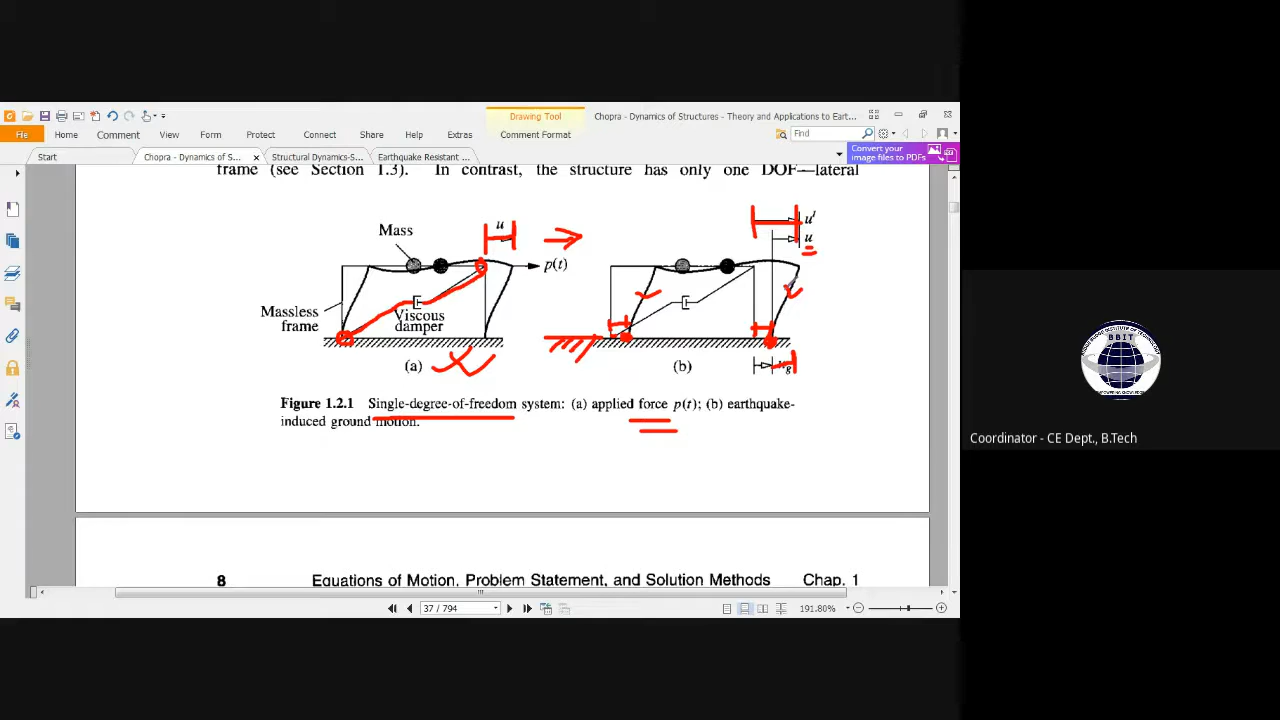 Drawing Tool
Chopra - Dynamics of Structures - Theory and Applications to Eart...
File
Home
Comment
View
Form
Protect
Connect
Share
Help
Extras
Comment Format
Find
Start
Chopra - Dynamics of S...
Structural Dynamics-S...
Earthquake Resistant ...
Convert your
image files to PDFs
frame (see Section 1.3). In contrast, the structure has only one DOF—lateral
Mass
u
p(t)
Massless
frame
Viscous
damper
(a)
uᵗ
u
(b)
Figure 1.2.1 Single-degree-of-freedom system: (a) applied force p(t); (b) earthquake-
induced ground motion.
8 Equations of Motion, Problem Statement, and Solution Methods Chap. 1
37 / 794
191.80%
BBIT
Coordinator - CE Dept., B.Tech